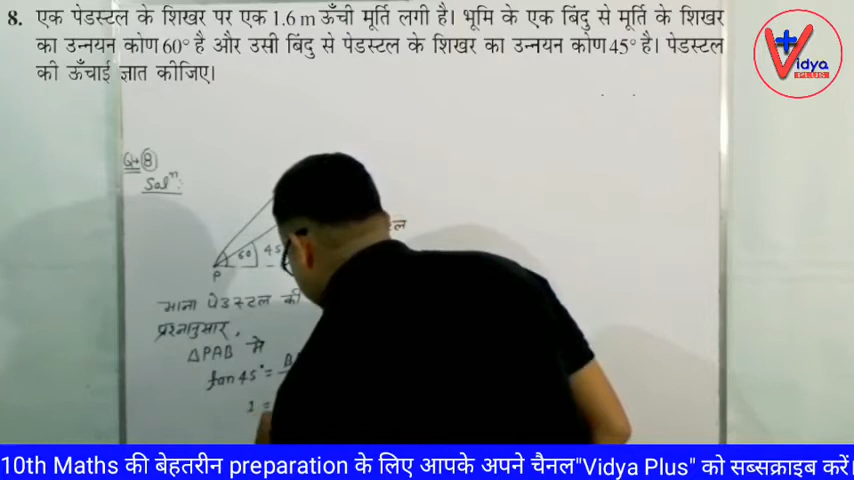 8. एक पेडस्टल के शिखर पर एक 1.6 m ऊँची मूर्ति लगी है। भूमि के एक बिंदु से मूर्ति के शिखर
का उन्नयन कोण 60° है और उसी बिंदु से पेडस्टल के शिखर का उन्नयन कोण 45° है। पेडस्टल
की ऊँचाई ज्ञात कीजिए।
Vidya
PLUS
Q→8
Solⁿ:
60
45
P
माना पेडस्टल की
प्रश्नानुसार,
ΔPAB में
tan 45° =
1 =
10th Maths की बेहतरीन preparation के लिए आपके अपने चैनल"Vidya Plus" को सब्सक्राइब करें।